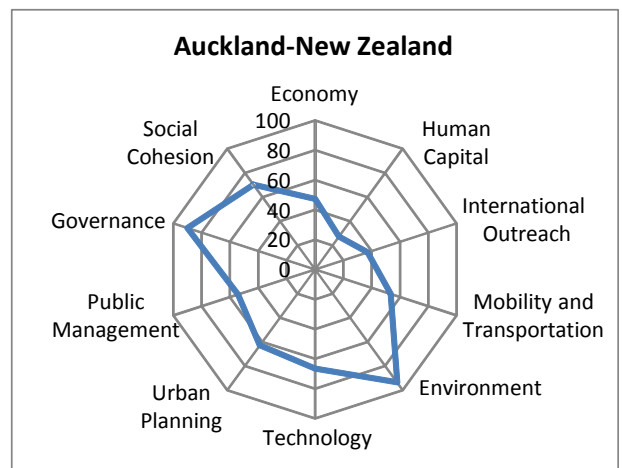 Auckland-New Zealand
Economy
Human
Capital
International
Outreach
Mobility and
Transportation
Environment
Technology
Urban
Planning
Public
Management
Governance
Social
Cohesion
100
80
60
40
20
0